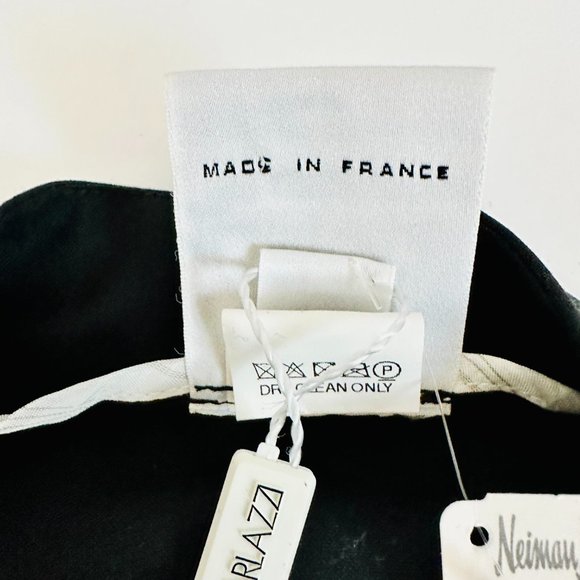 MADE IN FRANCE
P
DRY CLEAN ONLY
RLAZZI
Neiman